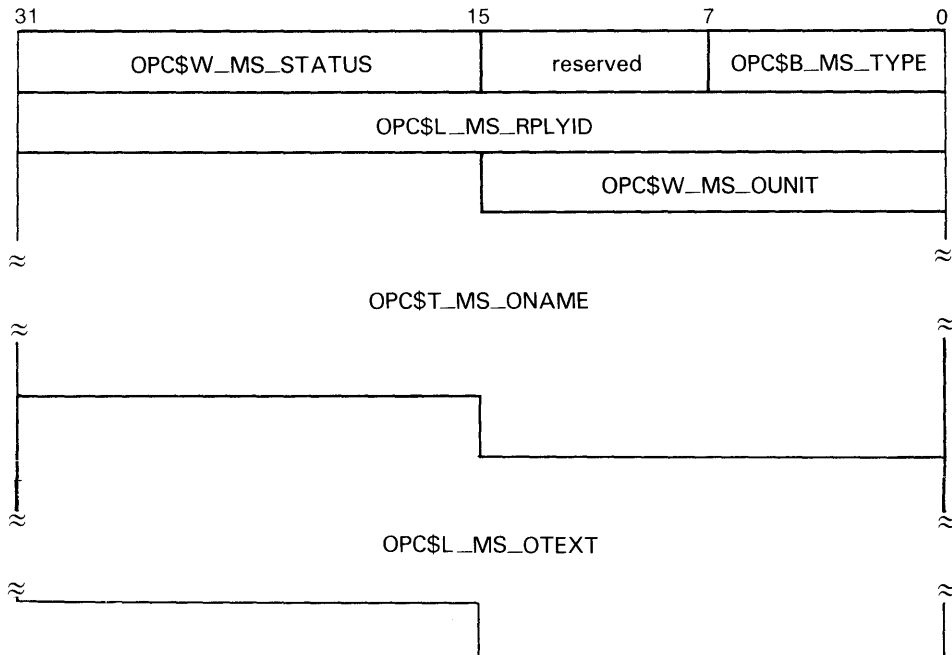 31 15 7 0
OPC$W_MS_STATUS reserved OPC$B_MS_TYPE
OPC$L_MS_RPLYID
OPC$W_MS_OUNIT
OPC$T_MS_ONAME
OPC$L_MS_OTEXT